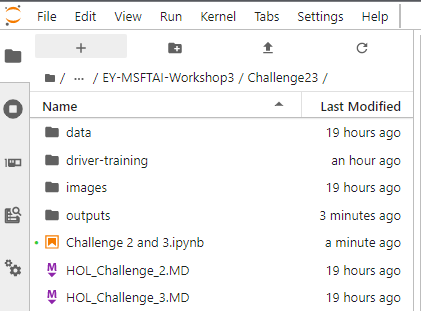 File Edit View Run Kernel Tabs Settings Help
/ ... / EY-MSFTAI-Workshop3 / Challenge23 /
Name Last Modified
data 19 hours ago
driver-training an hour ago
images 19 hours ago
outputs 3 minutes ago
Challenge 2 and 3.ipynb a minute ago
HOL_Challenge_2.MD 19 hours ago
HOL_Challenge_3.MD 19 hours ago